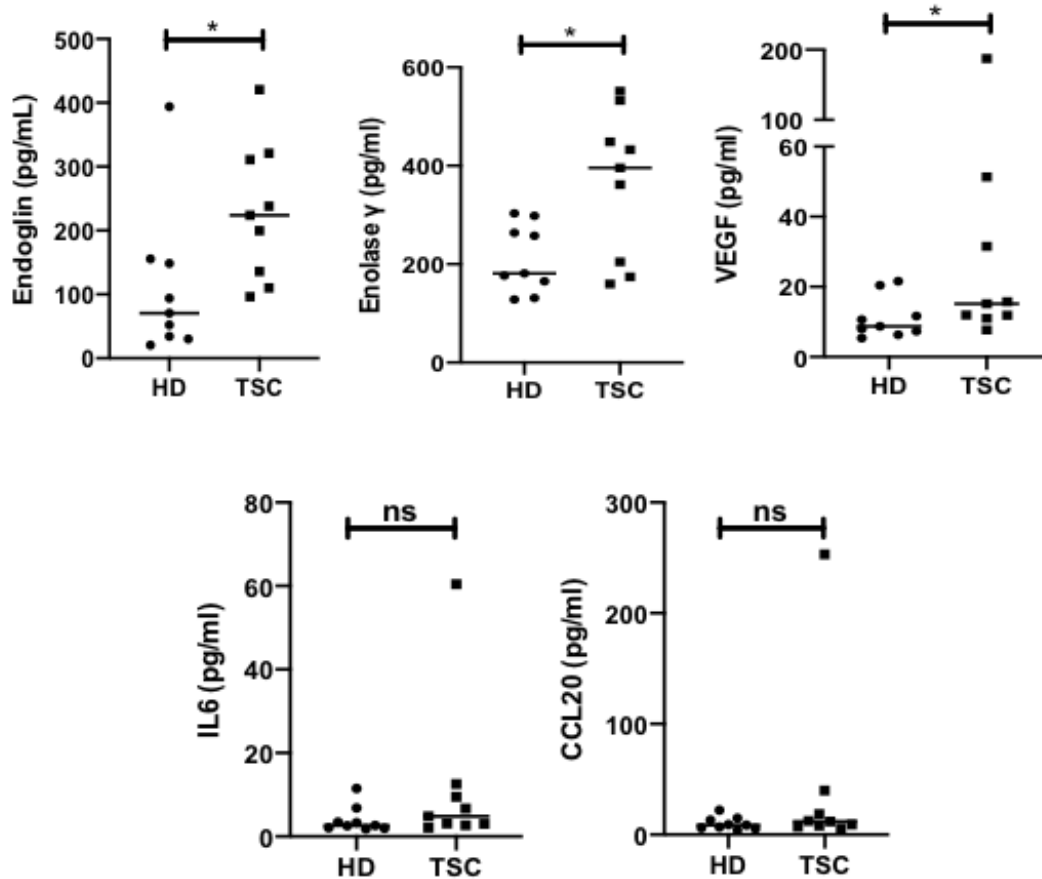 *
500
400
300
200
100
0
Endoglin (pg/mL)
HD TSC
*
600
400
200
0
Enolase γ (pg/ml)
HD TSC
*
200
100
60
40
20
0
VEGF (pg/ml)
HD TSC
ns
80
60
40
20
0
IL6 (pg/ml)
HD TSC
ns
300
200
100
0
CCL20 (pg/ml)
HD TSC